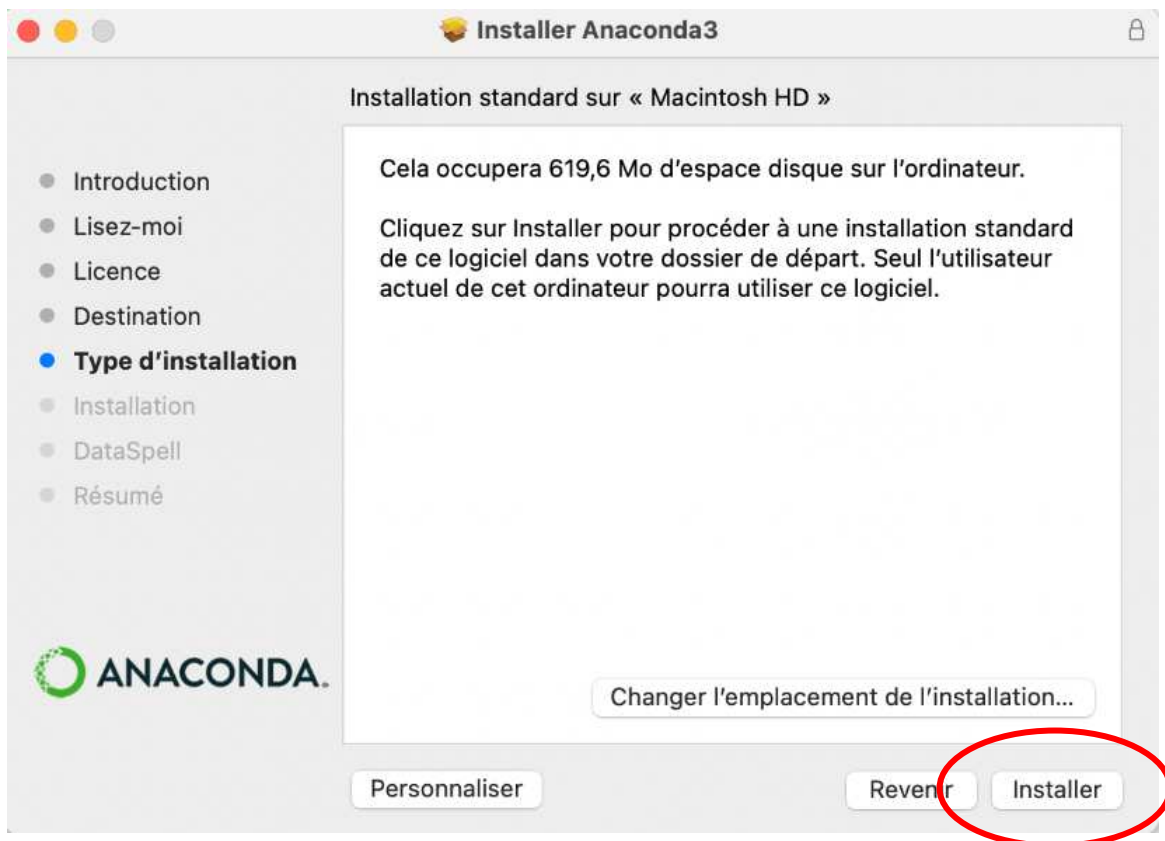 Installer Anaconda3
Installation standard sur « Macintosh HD »
Introduction
Lisez-moi
Licence
Destination
Type d'installation
Installation
DataSpell
Résumé
Cela occupera 619,6 Mo d'espace disque sur l'ordinateur.
Cliquez sur Installer pour procéder à une installation standard
de ce logiciel dans votre dossier de départ. Seul l'utilisateur
actuel de cet ordinateur pourra utiliser ce logiciel.
ANACONDA.
Changer l'emplacement de l'installation...
Personnaliser
Revenir
Installer